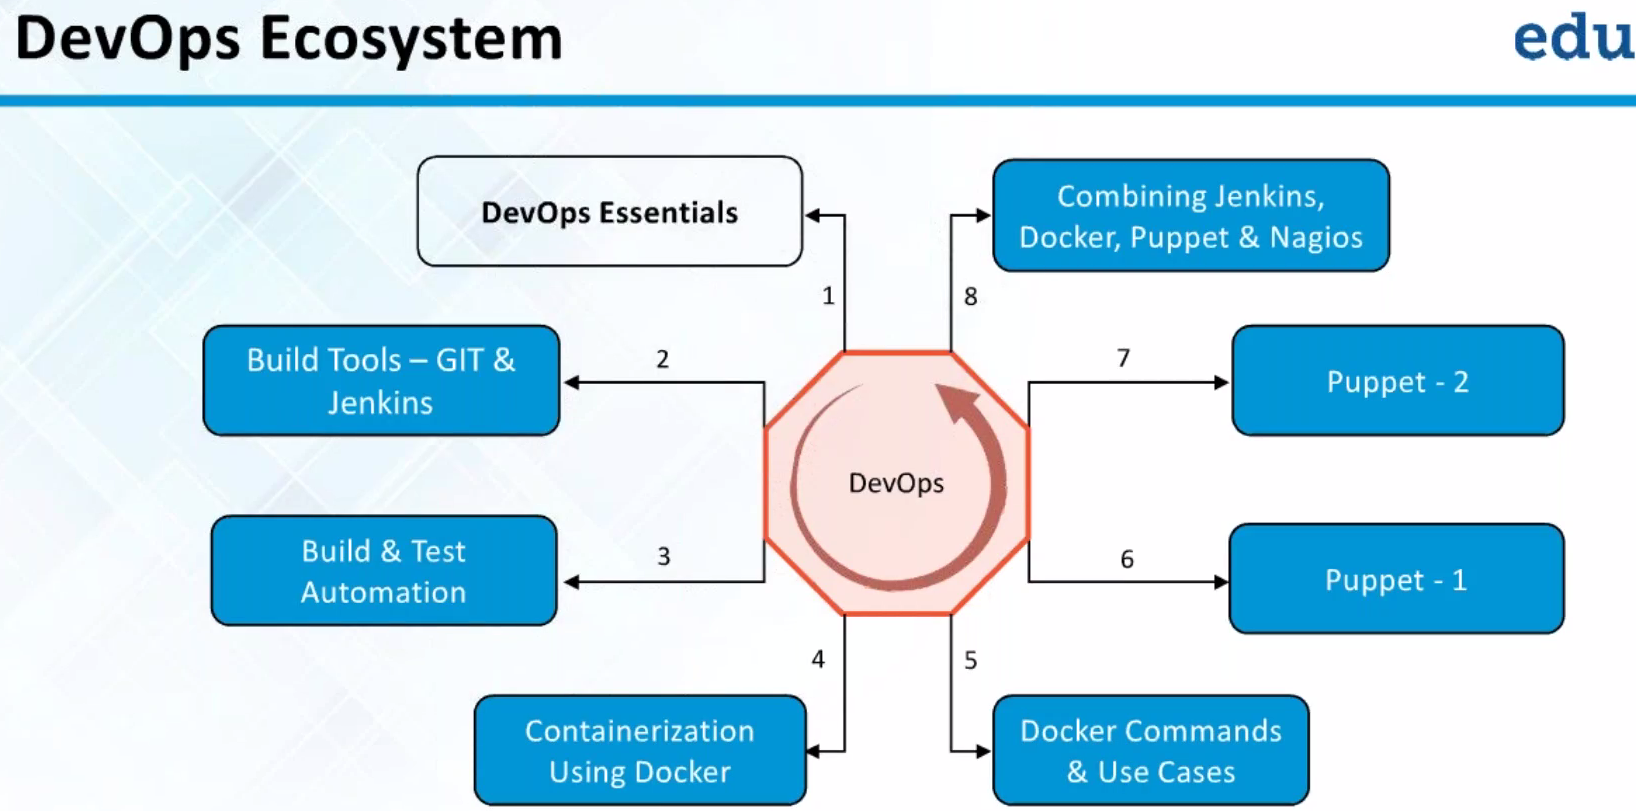 DevOps Ecosystem
edu
DevOps Essentials
1
Build Tools – GIT &
Jenkins
2
Build & Test
Automation
3
Containerization
Using Docker
4
Docker Commands
& Use Cases
5
Puppet - 1
6
Puppet - 2
7
Combining Jenkins,
Docker, Puppet & Nagios
8
DevOps